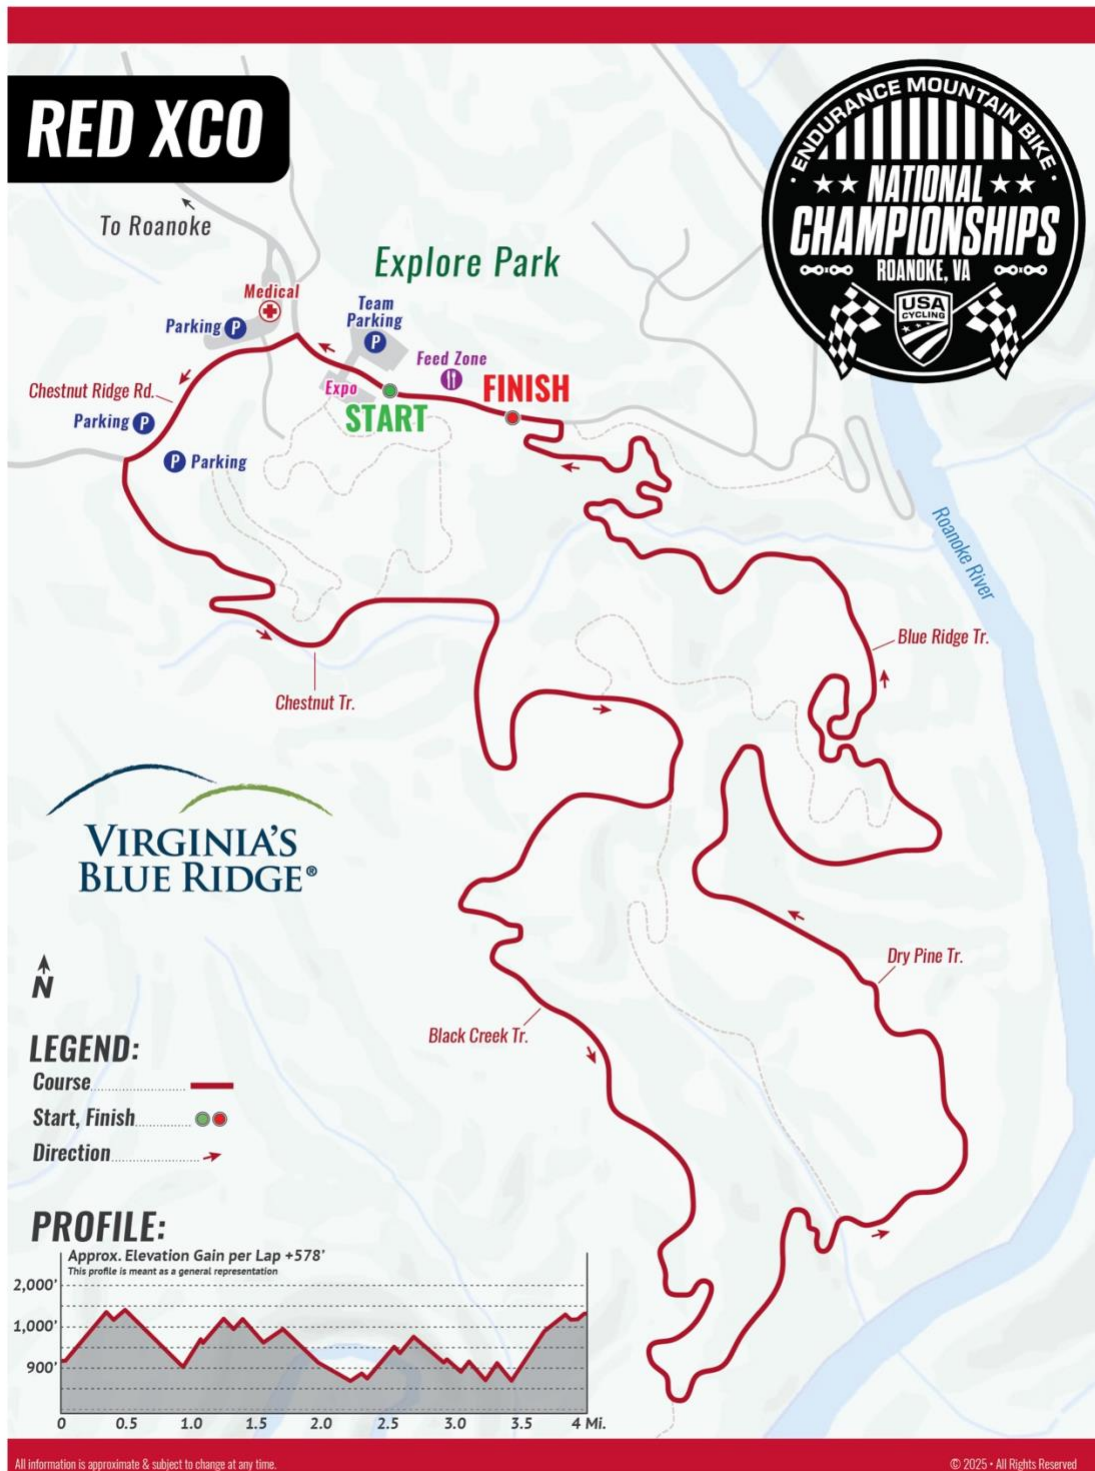 RED XCO
ENDURANCE MOUNTAIN BIKE
NATIONAL
CHAMPIONSHIPS
ROANOKE, VA
USA
CYCLING
To Roanoke
Explore Park
Medical
Parking P
Team
Parking
P
Feed Zone
FINISH
Expo
START
Chestnut Ridge Rd.
Parking P
P Parking
Roanoke River
Blue Ridge Tr.
Chestnut Tr.
VIRGINIA'S
BLUE RIDGE®
Dry Pine Tr.
Black Creek Tr.
N
LEGEND:
Course
Start, Finish
Direction
PROFILE:
Approx. Elevation Gain per Lap +578'
This profile is meant as a general representation
2,000'
1,000'
900'
0 0.5 1.0 1.5 2.0 2.5 3.0 3.5 4 Mi.
All information is approximate & subject to change at any time.
© 2025 • All Rights Reserved